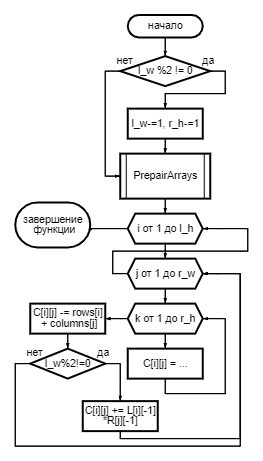 начало
нет
да
l_w %2 != 0
l_w-=1, r_h-=1
PrepairArrays
завершение
функции
i от 1 до l_h
j от 1 до r_w
k от 1 до r_h
C[i][j] -= rows[i]
+ columns[j]
C[i][j] = ...
нет
да
l_w%2!=0
C[i][j] += L[i][-1]
*R[j][-1]